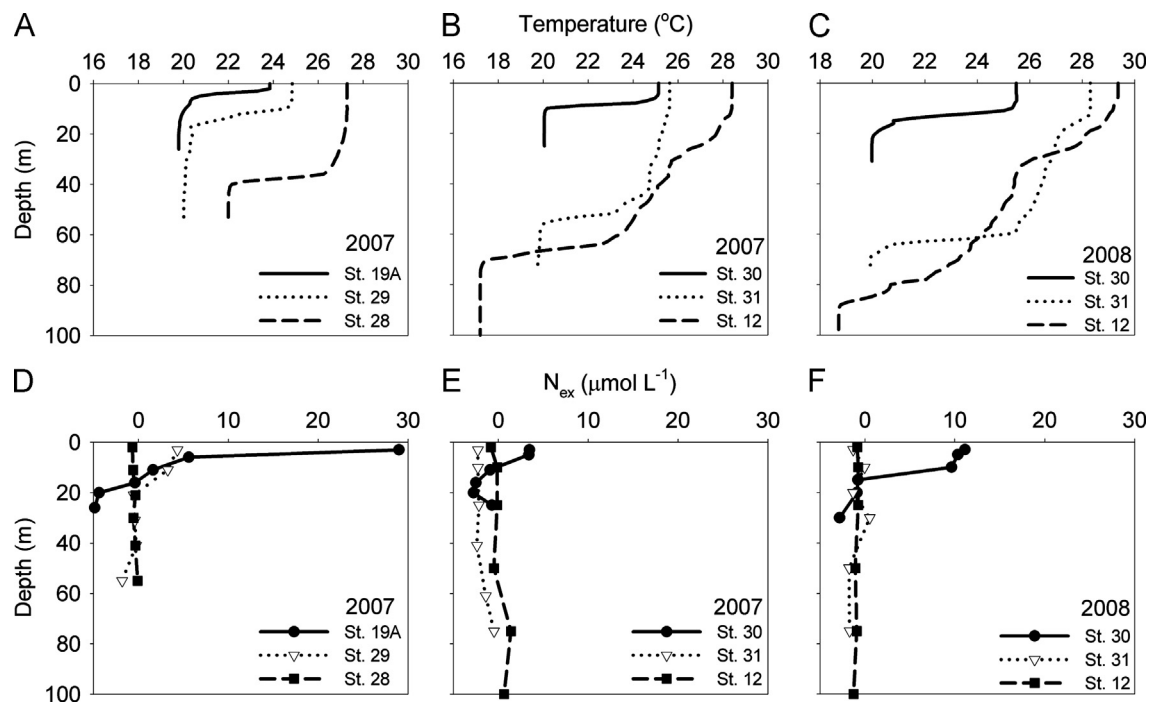 A
B
C
Temperature (°C)
16 18 20 22 24 26 28 30
16 18 20 22 24 26 28 30
18 20 22 24 26 28 30
Depth (m)
0
20
40
60
80
100
2007
St. 19A
St. 29
St. 28
2007
St. 30
St. 31
St. 12
2008
St. 30
St. 31
St. 12
D
E
F
Nex (μmol L-1)
0 10 20 30
0 10 20 30
0 10 20 30
Depth (m)
0
20
40
60
80
100
2007
St. 19A
St. 29
St. 28
2007
St. 30
St. 31
St. 12
2008
St. 30
St. 31
St. 12